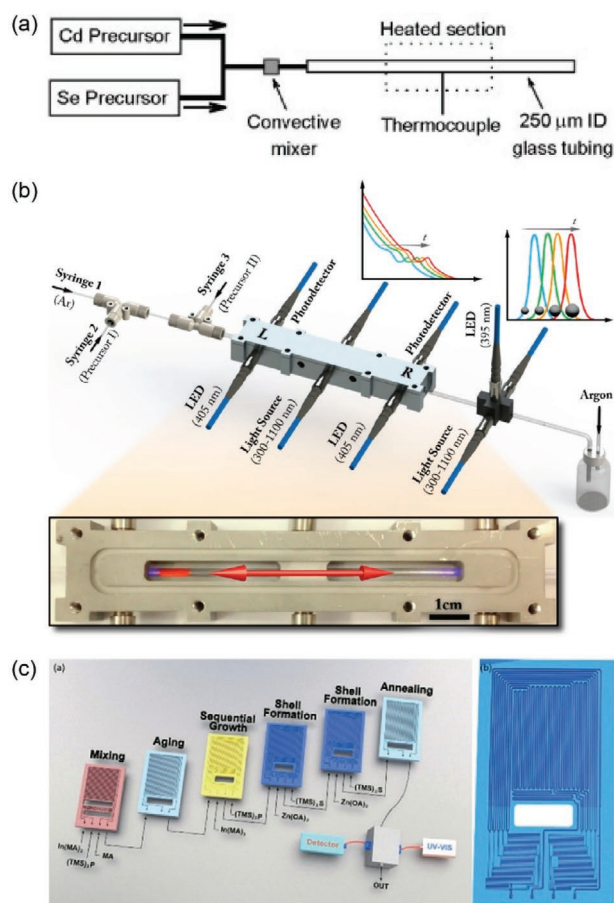 (a)
Cd Precursor
Se Precursor
Convective
mixer
Heated section
Thermocouple
250 μm ID
glass tubing
(b)
Syringe 1
(Ar)
Syringe 2
(Precursor I)
Syringe 3
(Precursor II)
L
R
Photodetector
Photodetector
LED
(405 nm)
Light Source
(300-1100 nm)
LED
(405 nm)
Light Source
(300-1100 nm)
LED
(395 nm)
t
t
Argon
1cm
(c)
(a)
Mixing
Aging
Sequential
Growth
Shell
Formation
Shell
Formation
Annealing
In(MA)₃
(TMS)₃P
MA
(TMS)₃P
In(MA)₃
(TMS)₂S
Zn(OA)₂
(TMS)₂S
Zn(OA)₂
Detector
UV-VIS
OUT
(b)